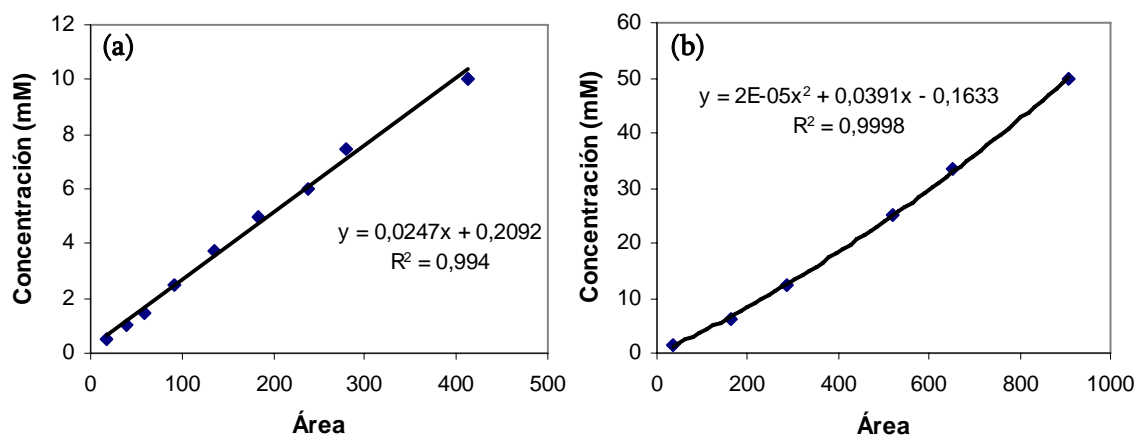 (a)
Concentración (mM)
12
10
8
6
4
2
0
y = 0,0247x + 0,2092
R² = 0,994
0 100 200 300 400 500
Área
(b)
Concentración (mM)
60
50
40
30
20
10
0
y = 2E-05x² + 0,0391x - 0,1633
R² = 0,9998
0 200 400 600 800 1000
Área